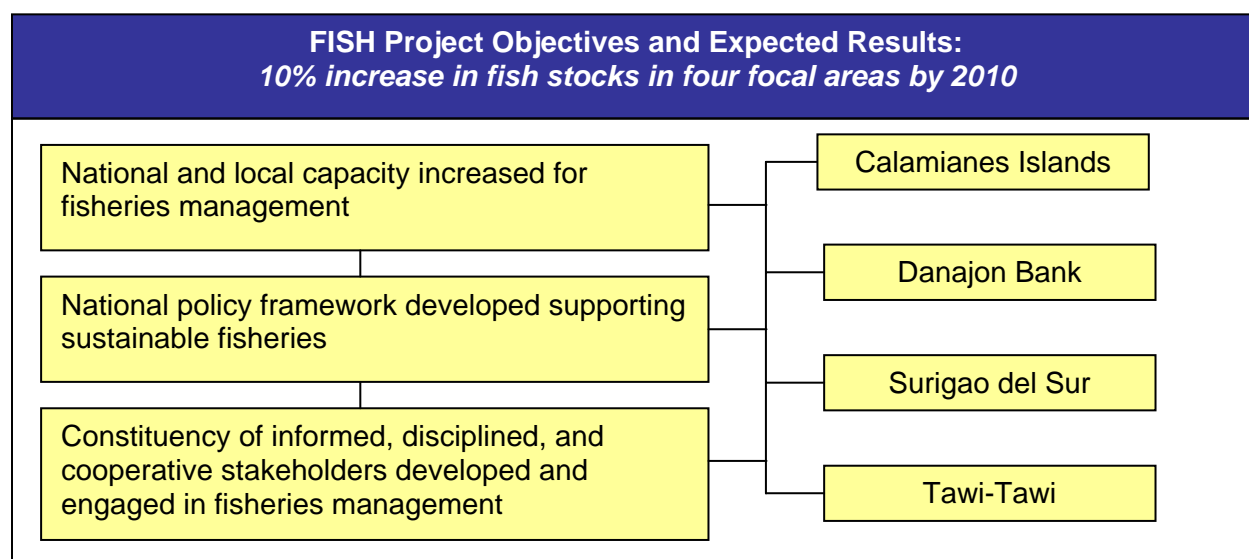 FISH Project Objectives and Expected Results:
10% increase in fish stocks in four focal areas by 2010
National and local capacity increased for
fisheries management
National policy framework developed supporting
sustainable fisheries
Constituency of informed, disciplined, and
cooperative stakeholders developed and
engaged in fisheries management
Calamianes Islands
Danajon Bank
Surigao del Sur
Tawi-Tawi